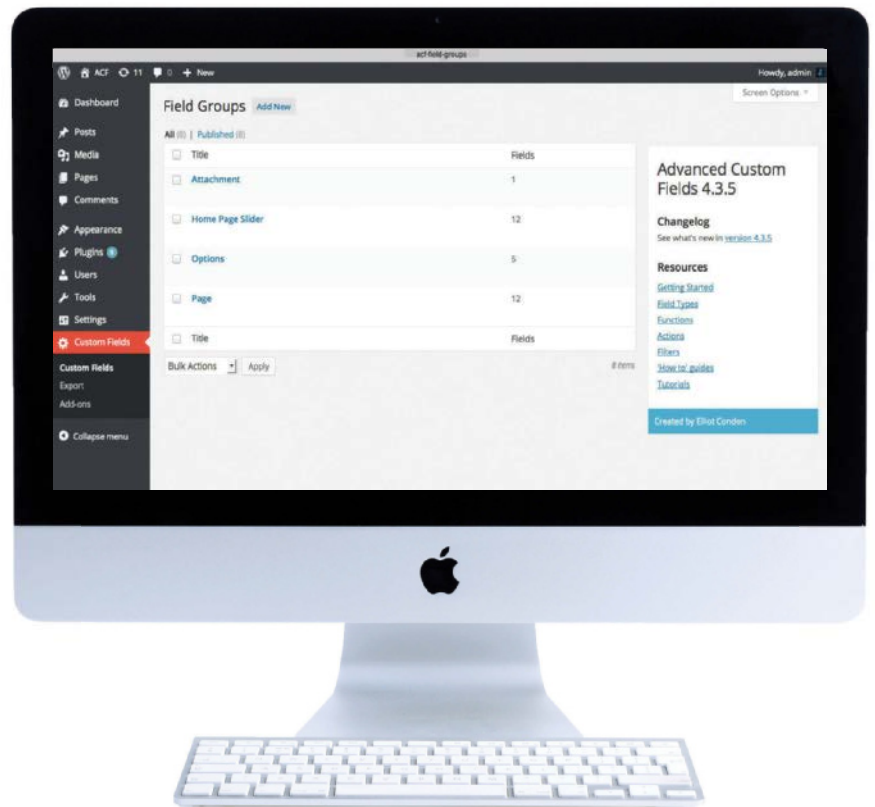 acf-field-groups
ACF 11 0 + New
Howdy, admin
Screen Options
Dashboard
Posts
Media
Pages
Comments
Appearance
Plugins
Users
Tools
Settings
Custom Fields
Custom Fields
Export
Add-ons
Collapse menu
Field Groups Add New
All | Published
Title Fields
Attachment 1
Home Page Slider 12
Options 5
Page 12
Title Fields
Bulk Actions Apply
items
Advanced Custom
Fields 4.3.5
Changelog
See what's new in version 4.3.5
Resources
Getting Started
Field Types
Functions
Actions
Filters
'How to' guides
Tutorials
Created by Elliot Condon